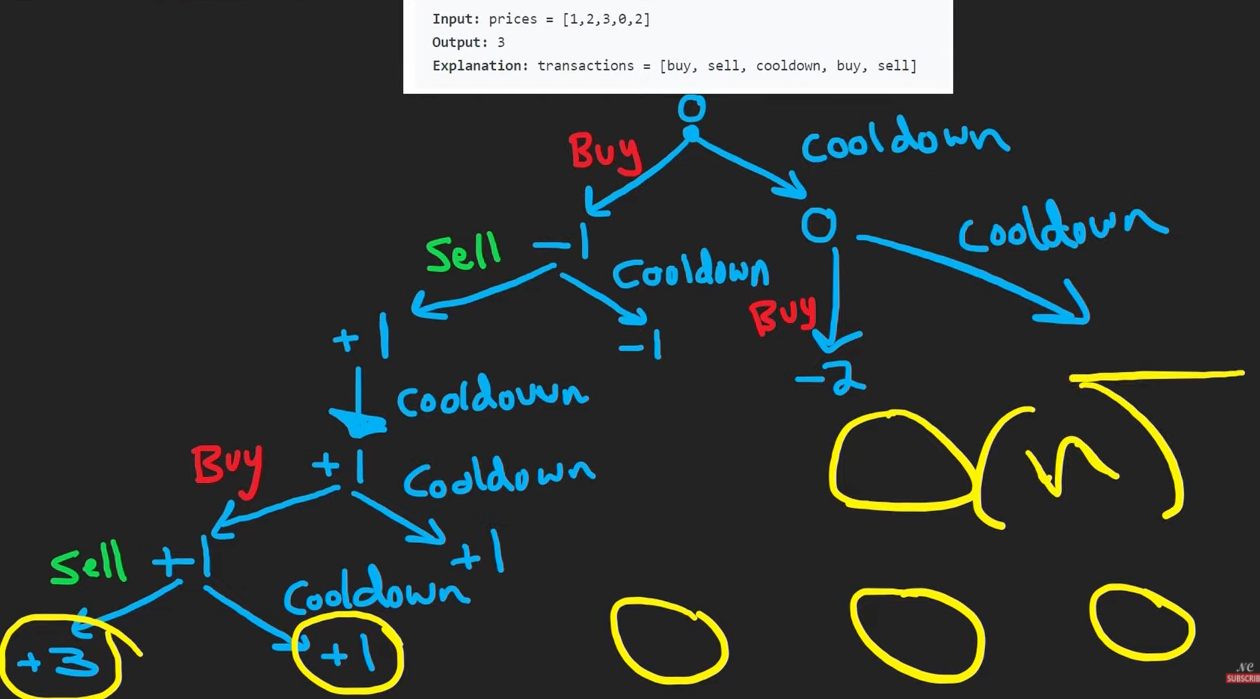 Input: prices = [1,2,3,0,2]
Output: 3
Explanation: transactions = [buy, sell, cooldown, buy, sell]
0
Buy
Cooldown
-1
0
Sell
Cooldown
Cooldown
Buy
+1
-1
-2
Cooldown
O(n)
Buy
+1
Cooldown
Sell
+1
+1
Cooldown
+3
+1
NC
SUBSCRIB